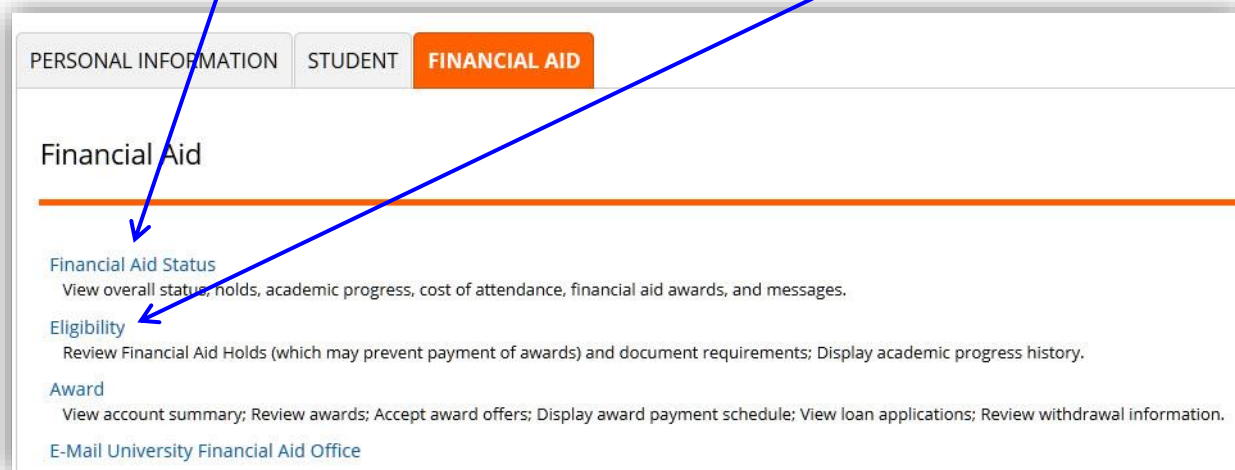 PERSONAL INFORMATION STUDENT FINANCIAL AID
Financial Aid
Financial Aid Status
View overall status, holds, academic progress, cost of attendance, financial aid awards, and messages.
Eligibility
Review Financial Aid Holds (which may prevent payment of awards) and document requirements; Display academic progress history.
Award
View account summary; Review awards; Accept award offers; Display award payment schedule; View loan applications; Review withdrawal information.
E-Mail University Financial Aid Office